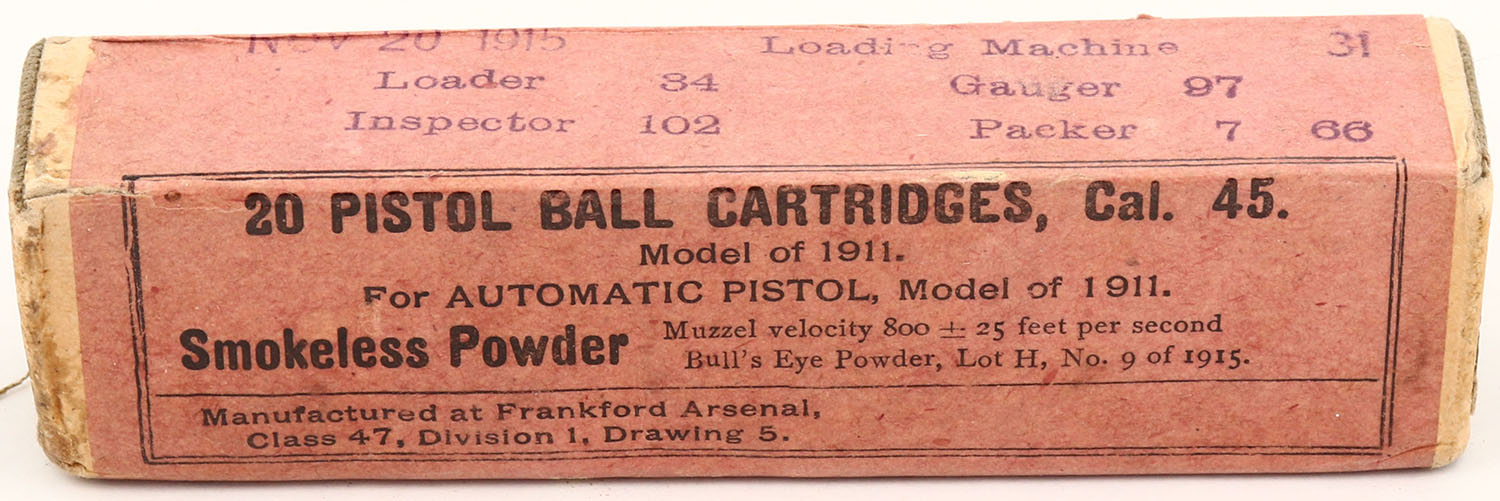 NOV 20 1915 Loading Machine 31
Loader 34 Gauger 97
Inspector 102 Packer 7 66
20 PISTOL BALL CARTRIDGES, Cal. 45.
Model of 1911.
For AUTOMATIC PISTOL, Model of 1911.
Smokeless Powder Muzzel velocity 800 ± 25 feet per second
Bull's Eye Powder, Lot H, No. 9 of 1915.
Manufactured at Frankford Arsenal,
Class 47, Division 1, Drawing 5.